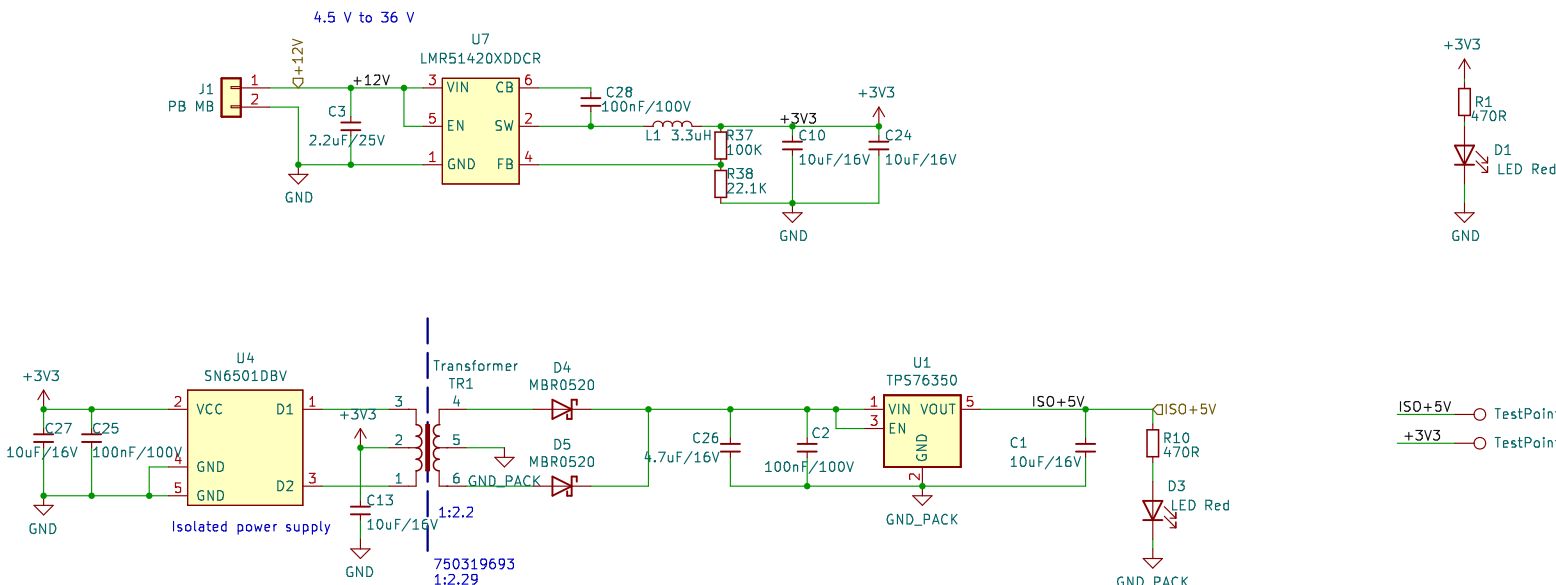 4.5 V to 36 V
+12V
U7
LMR51420XDDCR
J1
PB MB
1
2
+12V
C3
2.2uF/25V
3
VIN
5
EN
1
GND
CB
6
SW
2
FB
4
C28
100nF/100V
L1 3.3uH
R37
100K
R38
22.1K
+3V3
+3V3
C10
10uF/16V
C24
10uF/16V
GND
GND
+3V3
R1
470R
D1
LED Red
GND
+3V3
C27
10uF/16V
C25
100nF/100V
GND
U4
SN6501DBV
2
VCC
4
GND
5
GND
D1
1
D2
3
Isolated power supply
+3V3
C13
10uF/16V
GND
Transformer
TR1
3
2
1
4
5
6
1:2.2
750319693
1:2.29
GND_PACK
D4
MBR0520
D5
MBR0520
C26
4.7uF/16V
C2
100nF/100V
U1
TPS76350
1
VIN
VOUT
5
3
EN
GND
2
GND_PACK
ISO+5V
C1
10uF/16V
ISO+5V
R10
470R
D3
LED Red
GND_PACK
ISO+5V
TestPoin
+3V3
TestPoin